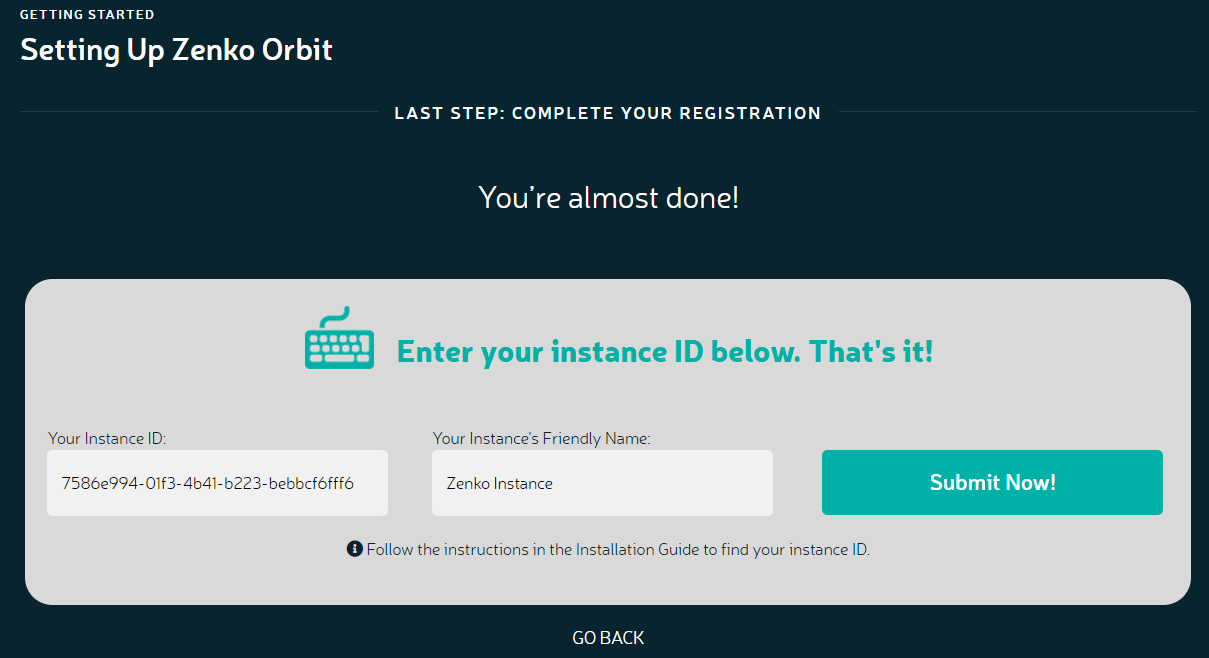 GETTING STARTED
Setting Up Zenko Orbit
LAST STEP: COMPLETE YOUR REGISTRATION
You're almost done!
Enter your instance ID below. That's it!
Your Instance ID:
Your Instance's Friendly Name:
7586e994-01f3-4b41-b223-bebbcf6fff6
Zenko Instance
Submit Now!
Follow the instructions in the Installation Guide to find your instance ID.
GO BACK